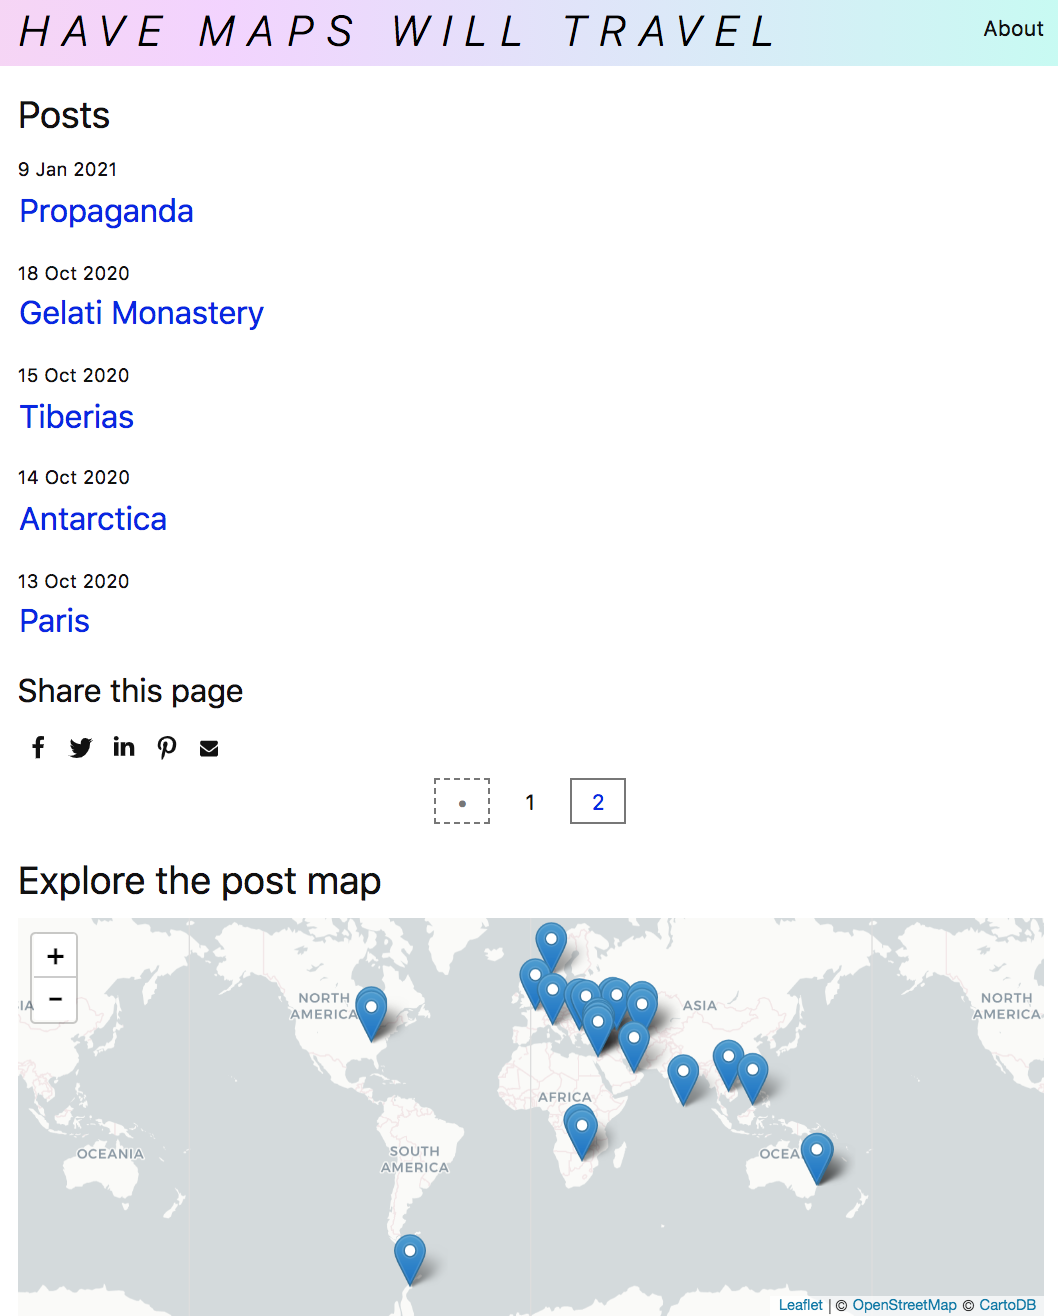 HAVE MAPS WILL TRAVEL
About
Posts
9 Jan 2021
Propaganda
18 Oct 2020
Gelati Monastery
15 Oct 2020
Tiberias
14 Oct 2020
Antarctica
13 Oct 2020
Paris
Share this page
1 2
Explore the post map
+
−
IA
NORTH
AMERICA
ASIA
NORTH
AMERICA
AFRICA
OCEANIA
SOUTH
AMERICA
OCEA
Leaflet | © OpenStreetMap © CartoDB